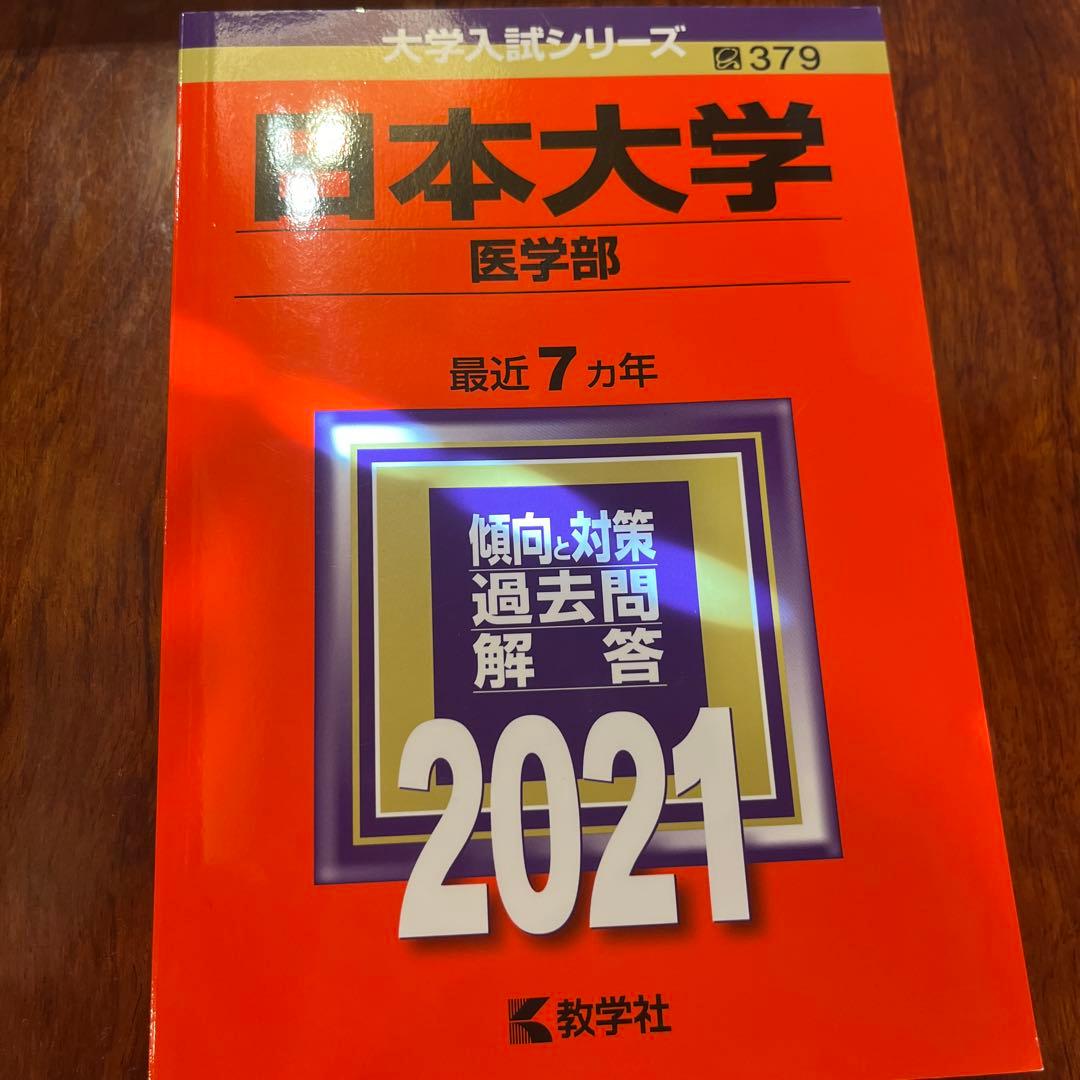 大学入試シリーズ
379
日本大学
医学部
最近7カ年
傾向と対策
過去問
解答
2021
教学社